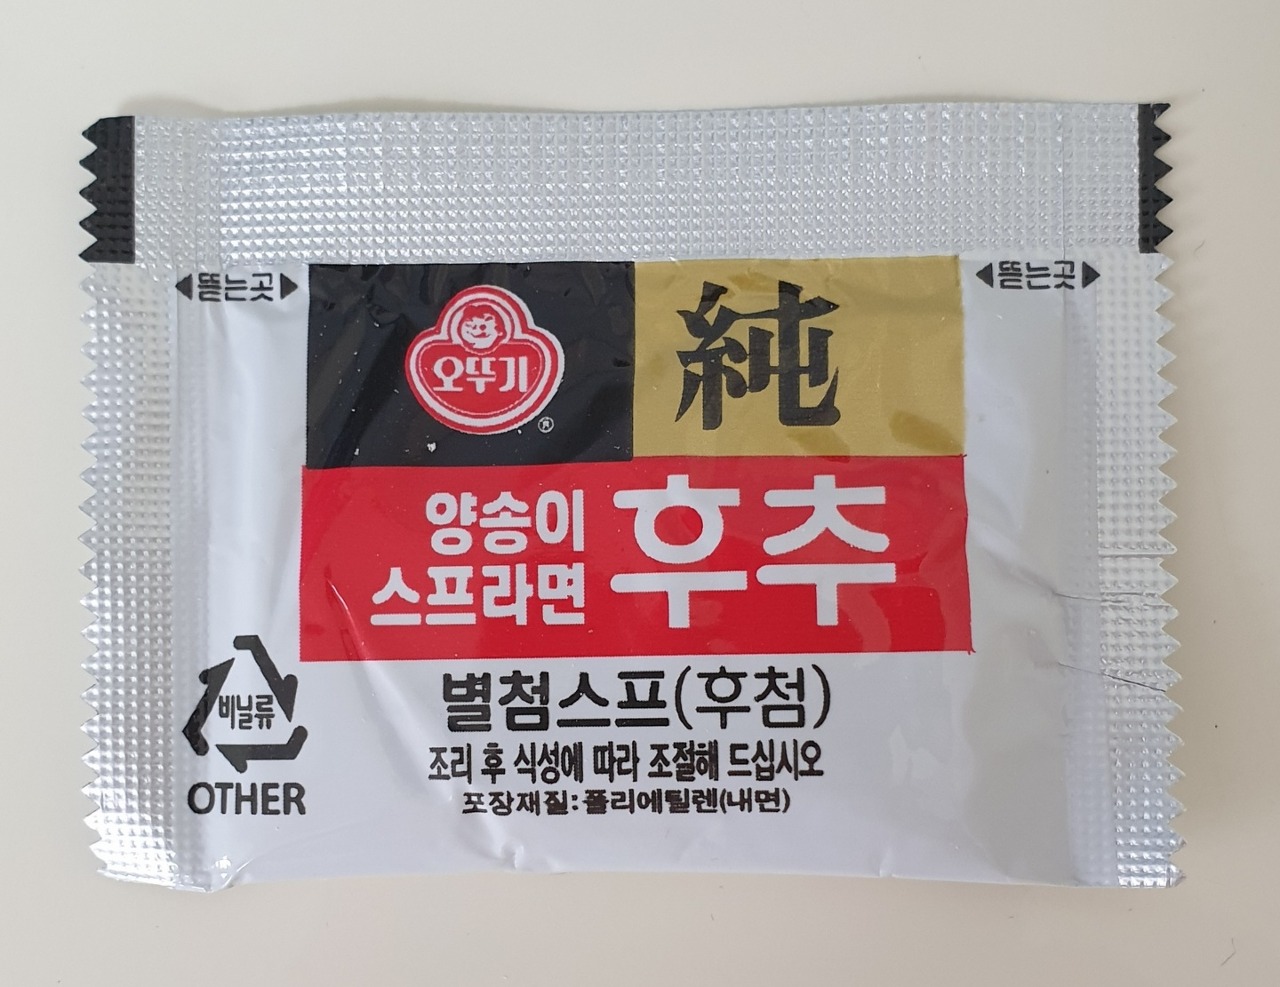 ◀뜯는곳▶
◀뜯는곳▶
오뚜기®
純
양송이
스프라면
후추
별첨스프(후첨)
조리 후 식성에 따라 조절해 드십시오
포장재질:폴리에틸렌(내면)
비닐류
OTHER